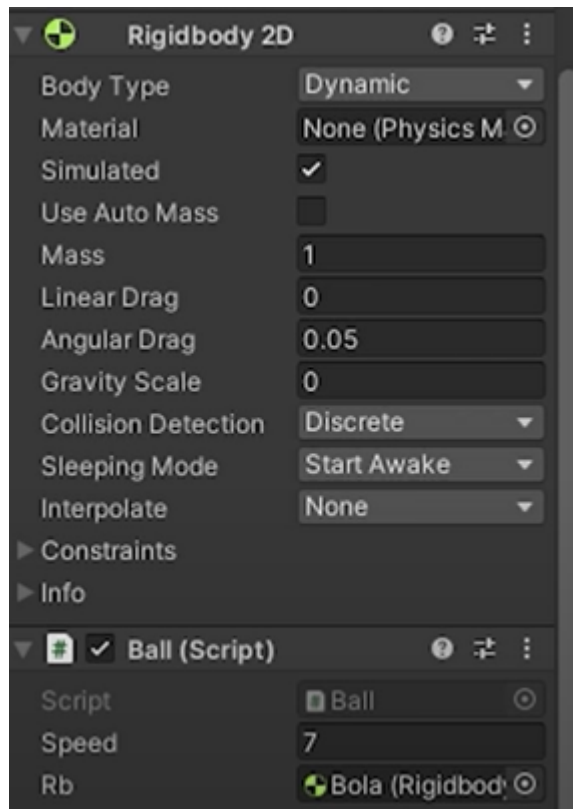 Rigidbody 2D
Body Type Dynamic
Material None (Physics M
Simulated
Use Auto Mass
Mass 1
Linear Drag 0
Angular Drag 0.05
Gravity Scale 0
Collision Detection Discrete
Sleeping Mode Start Awake
Interpolate None
Constraints
Info
# Ball (Script)
Script # Ball
Speed 7
Rb Bola (Rigidbody